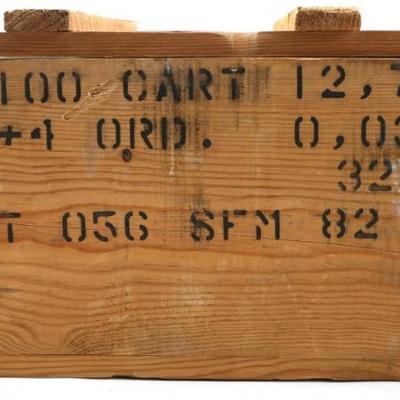 100 CART 12,7
+4 ORD. 0,03
32
T 056 SFM 82